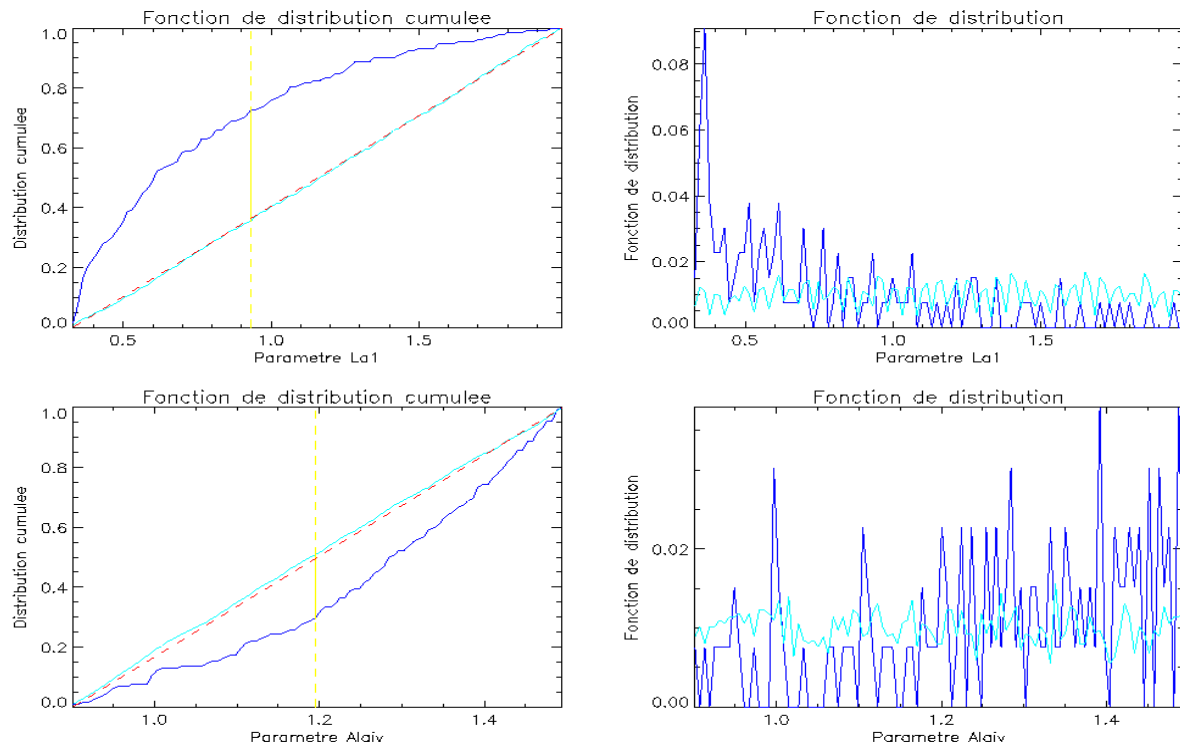 Fonction de distribution cumulee
Distribution cumulee
1.0
0.8
0.6
0.4
0.2
0.0
0.5
1.0
1.5
Parametre La1
Fonction de distribution
Fonction de distribution
0.08
0.06
0.04
0.02
0.00
0.5
1.0
1.5
Parametre La1
Fonction de distribution cumulee
Distribution cumulee
1.0
0.8
0.6
0.4
0.2
0.0
1.0
1.2
1.4
Parametre Alaiv
Fonction de distribution
Fonction de distribution
0.02
0.00
1.0
1.2
1.4
Parametre Alaiv